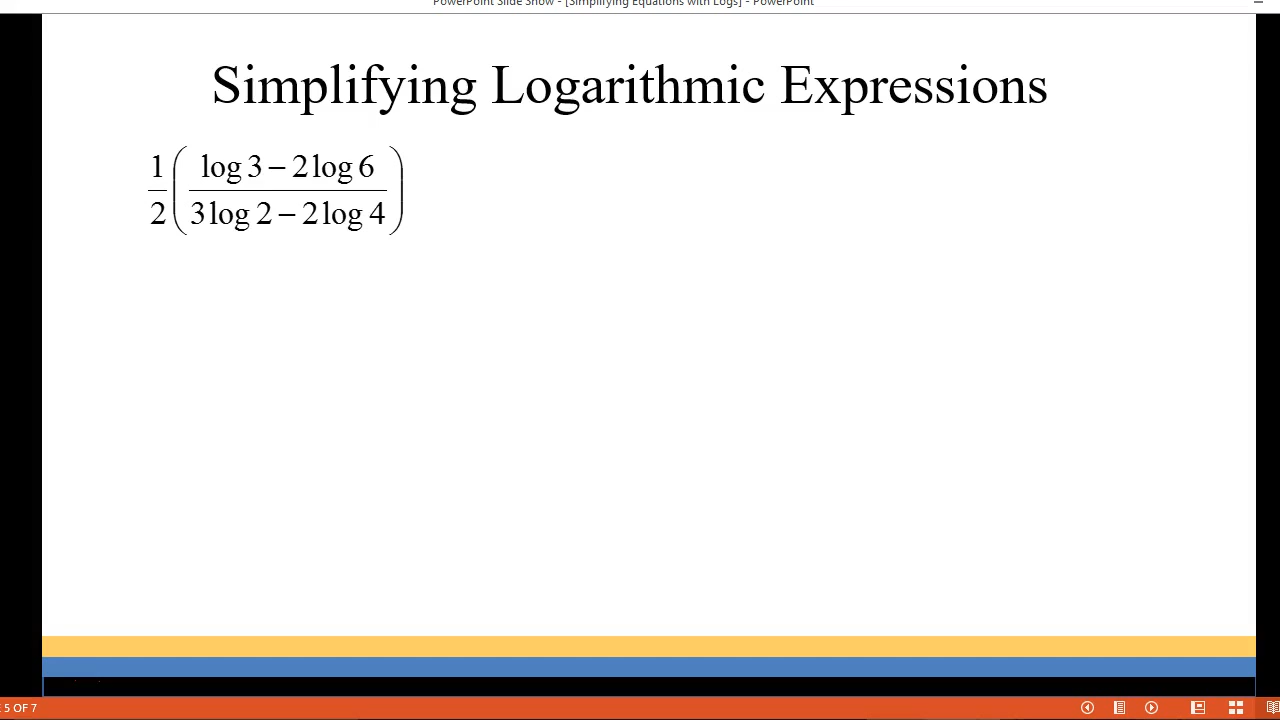 PowerPoint Slide Show - [Simplifying Equations with Logs] - PowerPoint
Simplifying Logarithmic Expressions
1/2 ( (log 3 − 2 log 6) / (3 log 2 − 2 log 4) )
5 OF 7